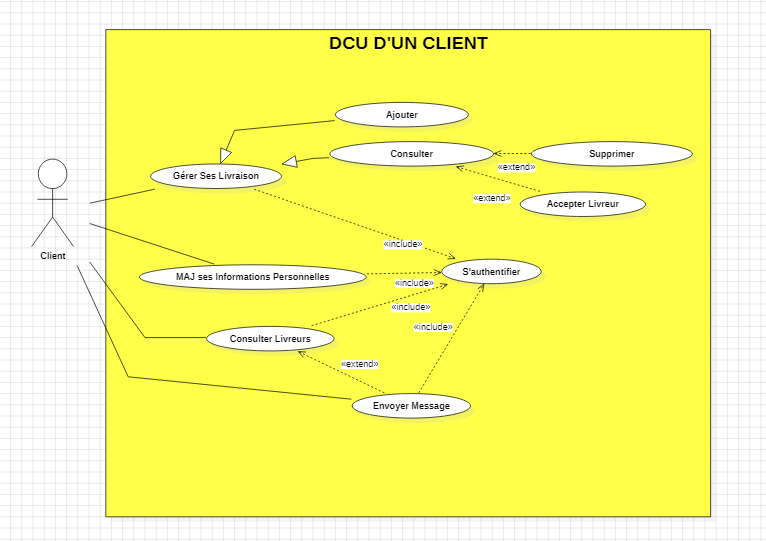 DCU D'UN CLIENT
Ajouter
Consulter
Supprimer
«extend»
Gérer Ses Livraison
«extend»
Accepter Livreur
«include»
Client
S'authentifier
MAJ ses Informations Personnelles
«include»
«include»
«include»
Consulter Livreurs
«extend»
Envoyer Message